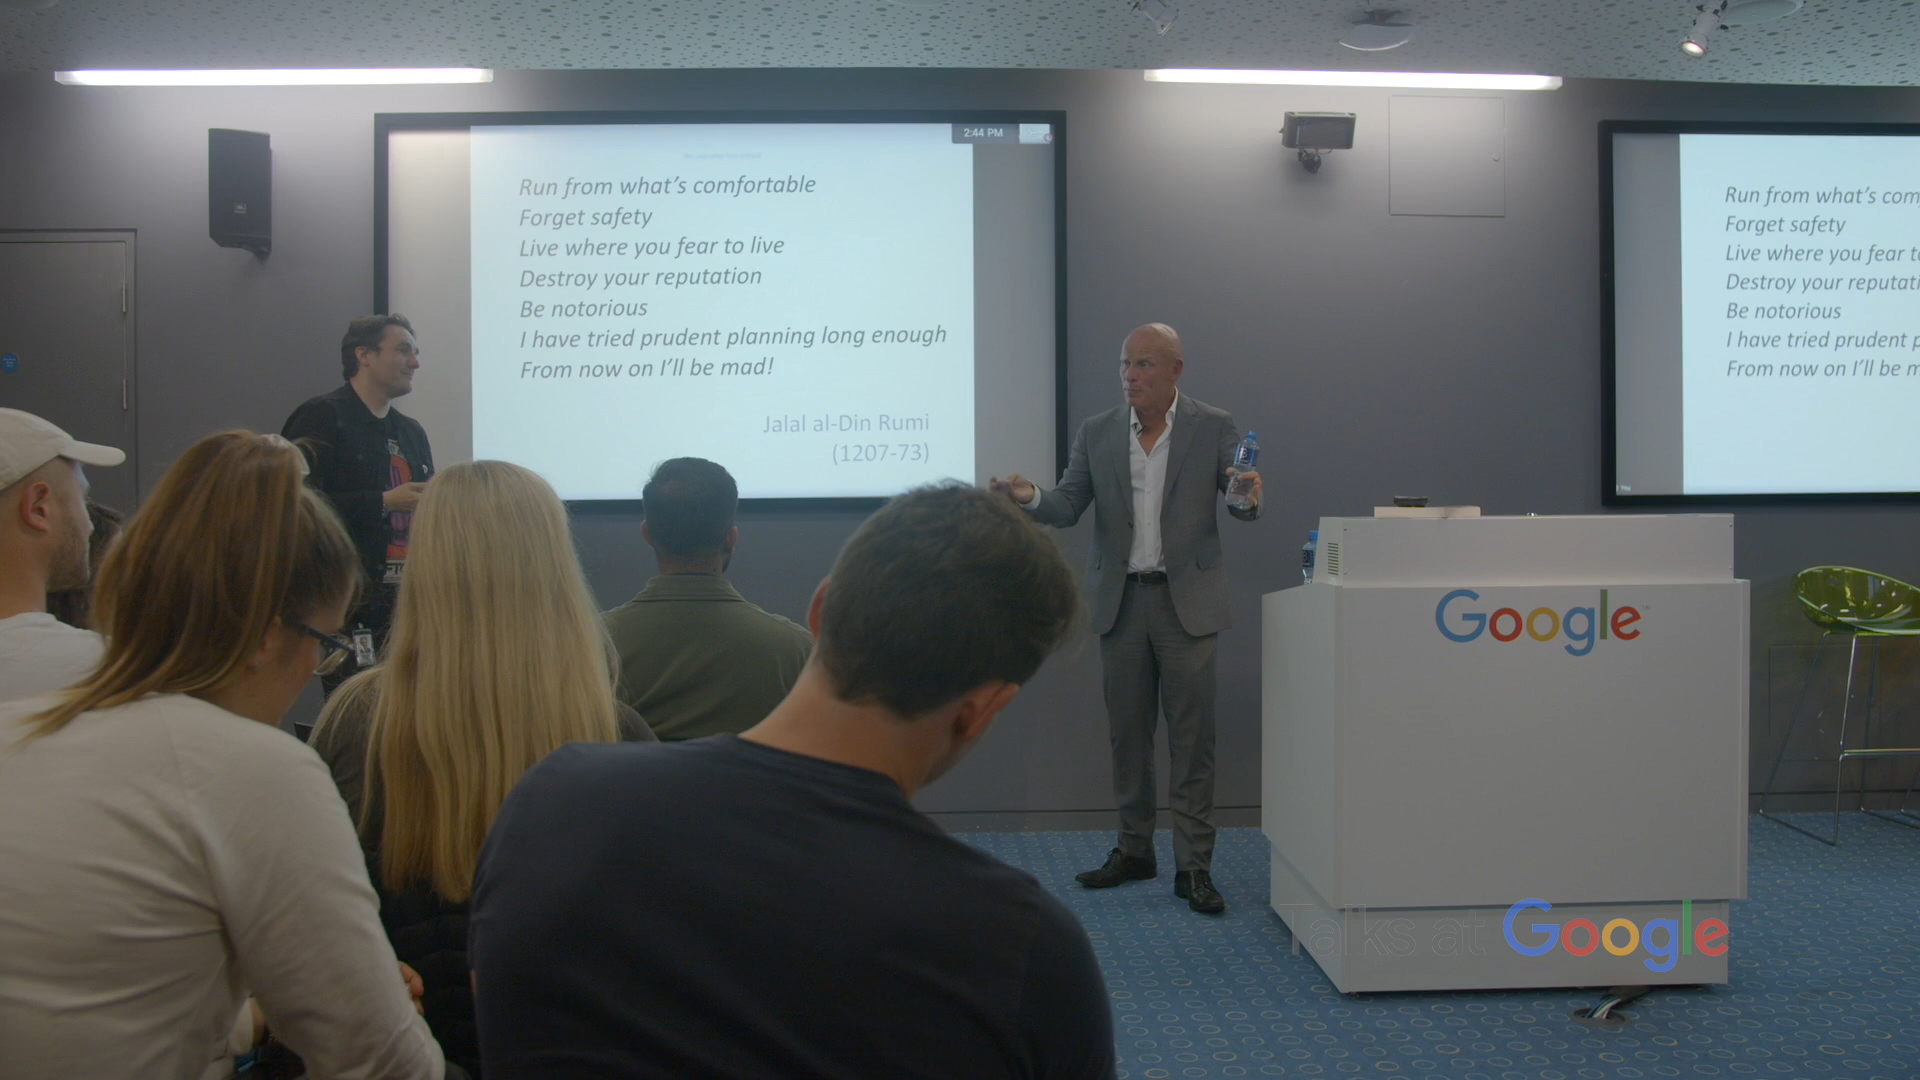 2:44 PM
Run from what's comfortable
Forget safety
Live where you fear to live
Destroy your reputation
Be notorious
I have tried prudent planning long enough
From now on I'll be mad!
Jalal al-Din Rumi
(1207-73)
Run from what's com
Forget safety
Live where you fear t
Destroy your reputati
Be notorious
I have tried prudent p
From now on I'll be m
Google
Talks at Google